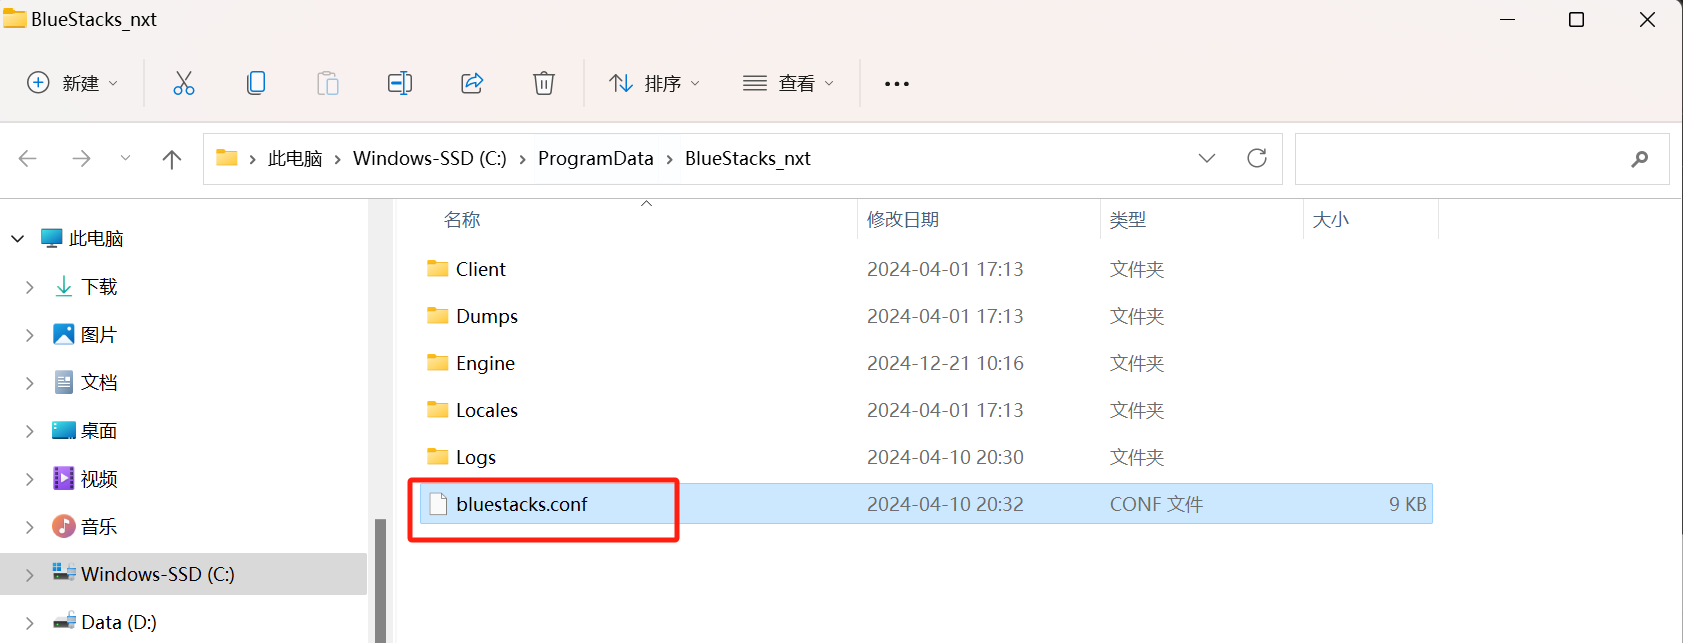 BlueStacks_nxt
新建
排序
查看
此电脑 Windows-SSD (C:) ProgramData BlueStacks_nxt
名称 修改日期 类型 大小
此电脑
下载
图片
文档
桌面
视频
音乐
Windows-SSD (C:)
Data (D:)
Client 2024-04-01 17:13 文件夹
Dumps 2024-04-01 17:13 文件夹
Engine 2024-12-21 10:16 文件夹
Locales 2024-04-01 17:13 文件夹
Logs 2024-04-10 20:30 文件夹
bluestacks.conf 2024-04-10 20:32 CONF 文件 9 KB